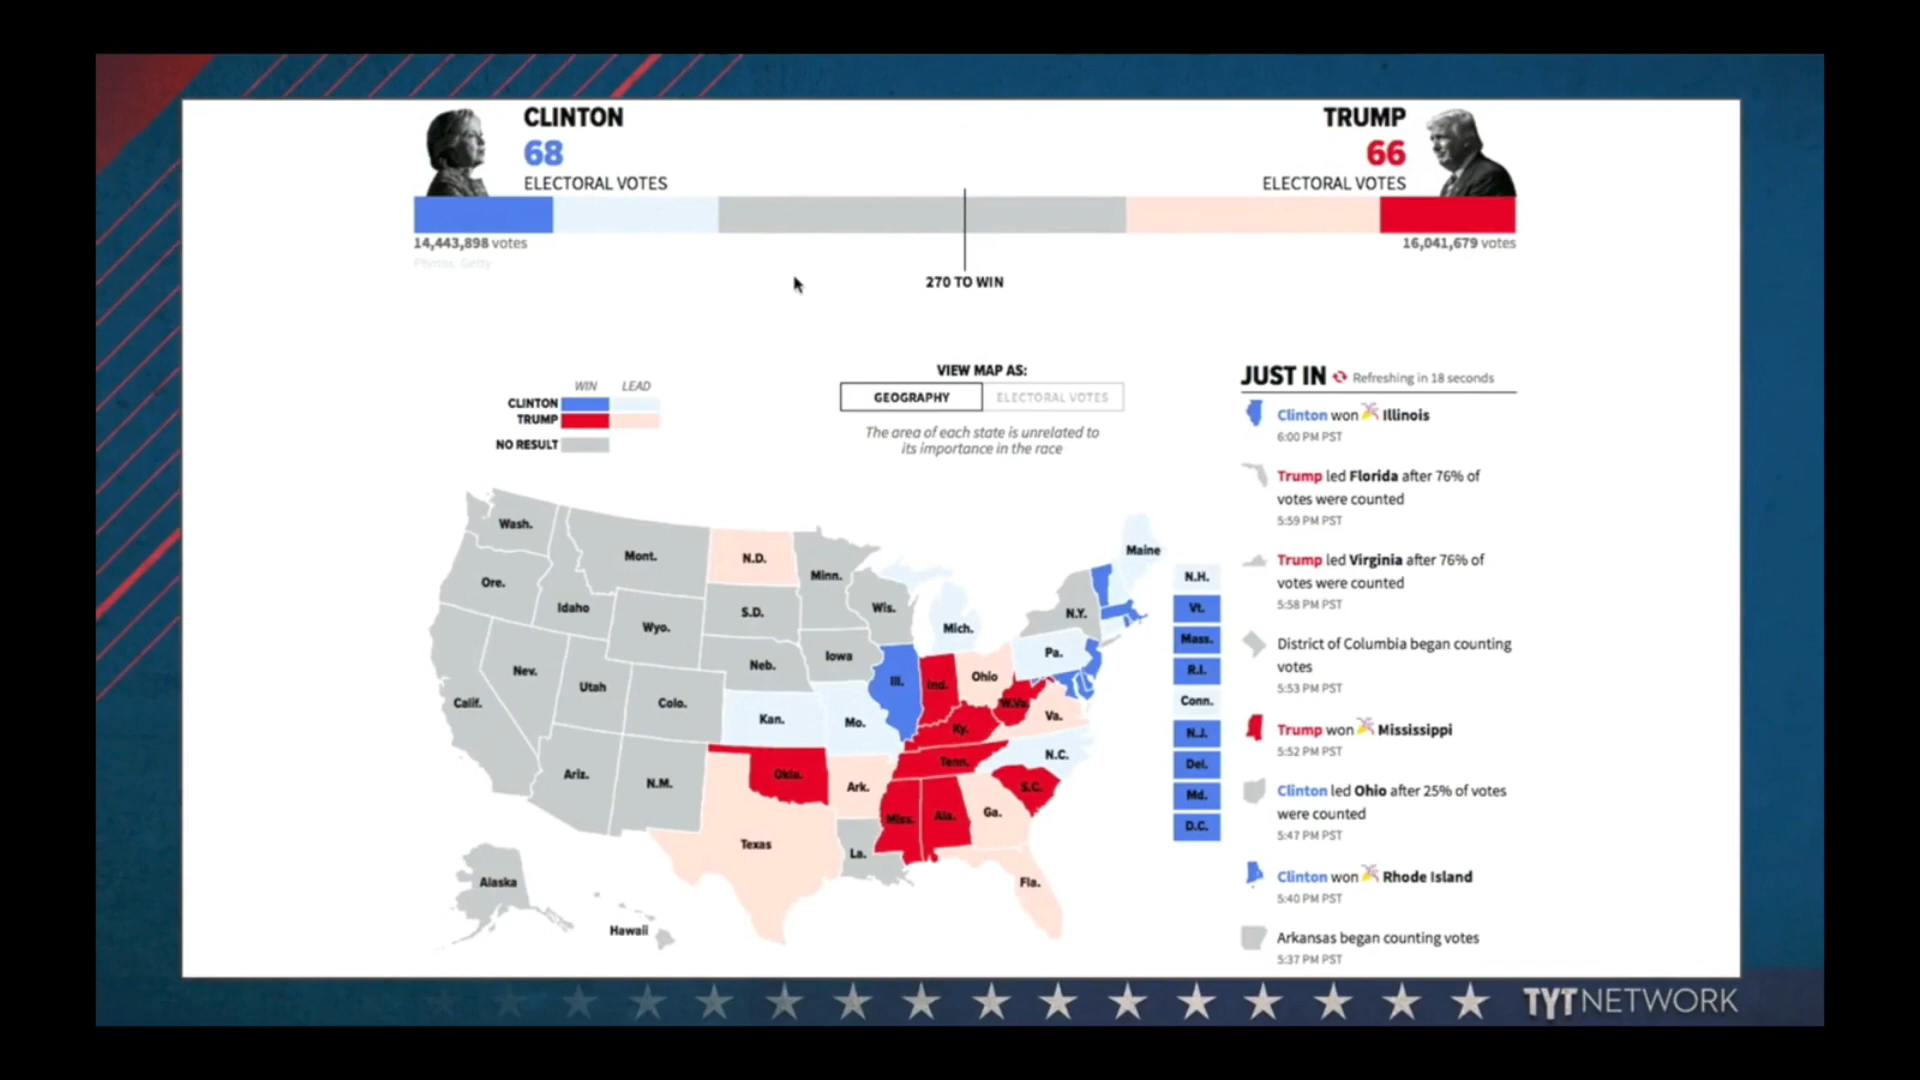 CLINTON
68
ELECTORAL VOTES
TRUMP
66
ELECTORAL VOTES
14,443,898 votes
16,041,679 votes
Photos: Getty
270 TO WIN
WIN LEAD
CLINTON
TRUMP
NO RESULT
VIEW MAP AS:
GEOGRAPHY
ELECTORAL VOTES
The area of each state is unrelated to
its importance in the race
Wash.
Mont.
N.D.
Minn.
Maine
Ore.
Idaho
S.D.
Wis.
N.Y.
Wyo.
Mich.
Iowa
Neb.
Pa.
Nev.
Utah
Colo.
Ill.
Ind.
Ohio
Calif.
W.Va.
Va.
Kan.
Mo.
Ky.
N.C.
Ariz.
N.M.
Okla.
Ark.
Tenn.
S.C.
Miss.
Ala.
Ga.
Texas
La.
Fla.
Alaska
Hawaii
N.H.
Vt.
Mass.
R.I.
Conn.
N.J.
Del.
Md.
D.C.
JUST IN Refreshing in 18 seconds
Clinton won Illinois
6:00 PM PST
Trump led Florida after 76% of
votes were counted
5:59 PM PST
Trump led Virginia after 76% of
votes were counted
5:58 PM PST
District of Columbia began counting
votes
5:53 PM PST
Trump won Mississippi
5:52 PM PST
Clinton led Ohio after 25% of votes
were counted
5:47 PM PST
Clinton won Rhode Island
5:40 PM PST
Arkansas began counting votes
5:37 PM PST
TYT NETWORK